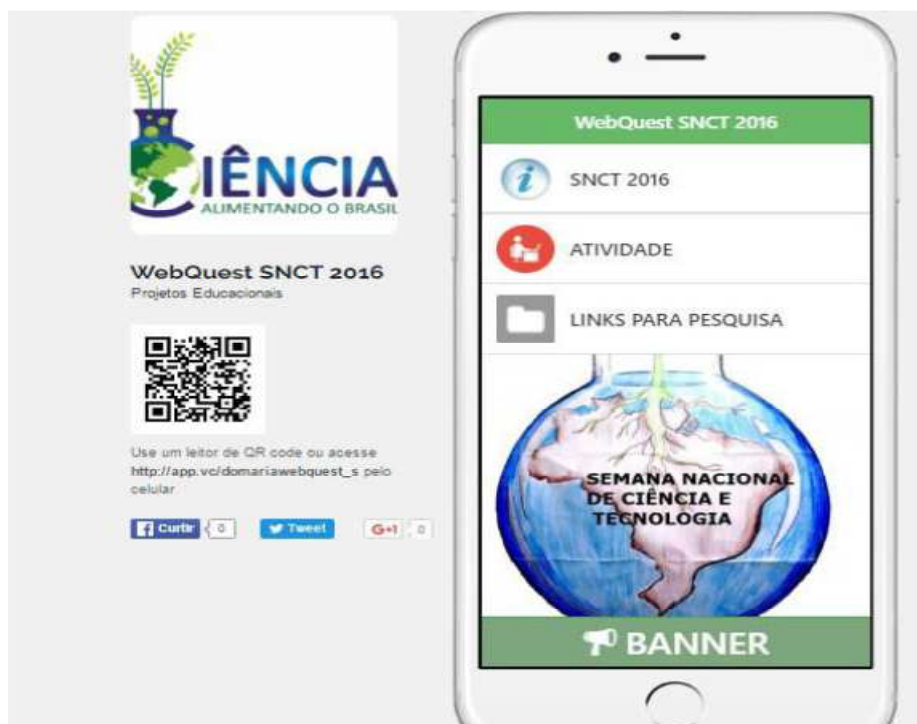 CIÊNCIA
ALIMENTANDO O BRASIL
WebQuest SNCT 2016
Projetos Educacionais
Use um leitor de QR code ou acesse
http://app.vc/domariawebquest_s pelo
celular
Curtir 0
Tweet
G+1 0
WebQuest SNCT 2016
SNCT 2016
ATIVIDADE
LINKS PARA PESQUISA
SEMANA NACIONAL
DE CIÊNCIA E
TECNOLOGIA
BANNER